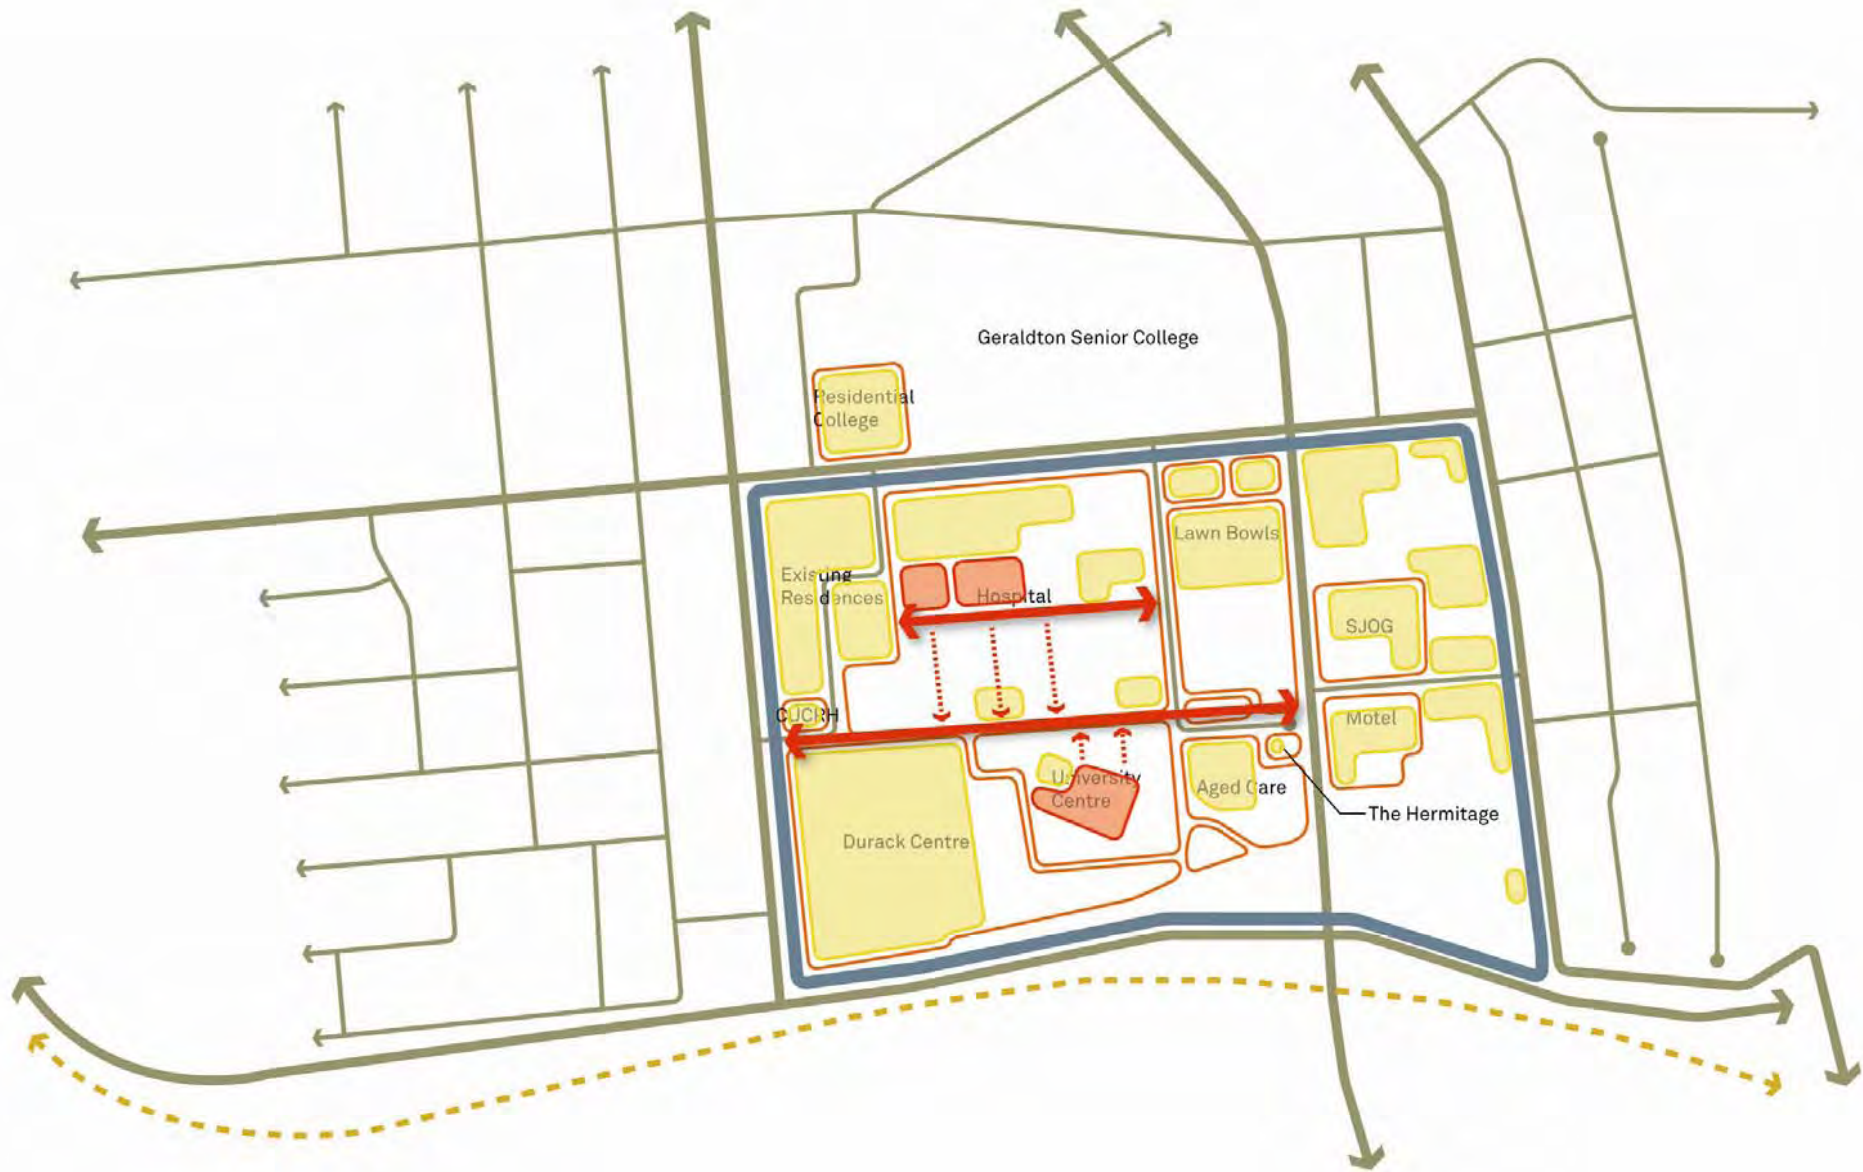 Geraldton Senior College
Residential
College
Lawn Bowls
Existing
Residences
Hospital
SJOG
CUCRH
Motel
University
Centre
Aged Care
The Hermitage
Durack Centre